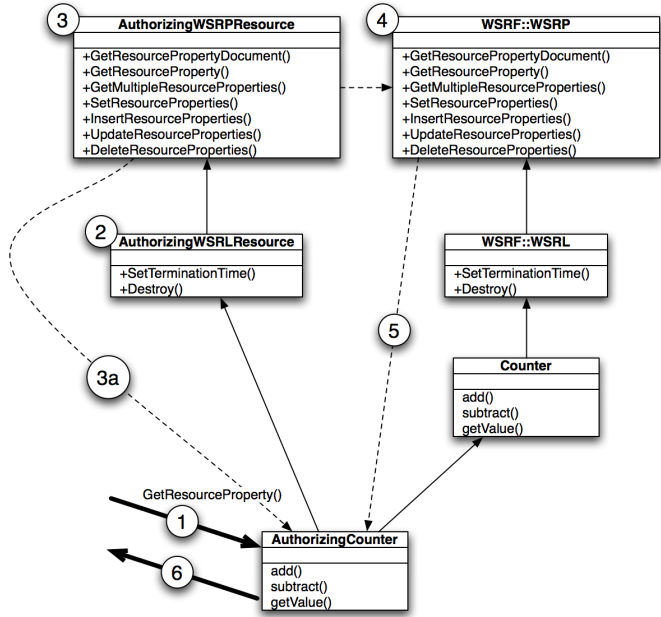 3
AuthorizingWSRPResource
+GetResourcePropertyDocument()
+GetResourceProperty()
+GetMultipleResourceProperties()
+SetResourceProperties()
+InsertResourceProperties()
+UpdateResourceProperties()
+DeleteResourceProperties()
4
WSRF::WSRP
+GetResourcePropertyDocument()
+GetResourceProperty()
+GetMultipleResourceProperties()
+SetResourceProperties()
+InsertResourceProperties()
+UpdateResourceProperties()
+DeleteResourceProperties()
2
AuthorizingWSRLResource
+SetTerminationTime()
+Destroy()
WSRF::WSRL
+SetTerminationTime()
+Destroy()
5
3a
Counter
add()
subtract()
getValue()
GetResourceProperty()
1
6
AuthorizingCounter
add()
subtract()
getValue()